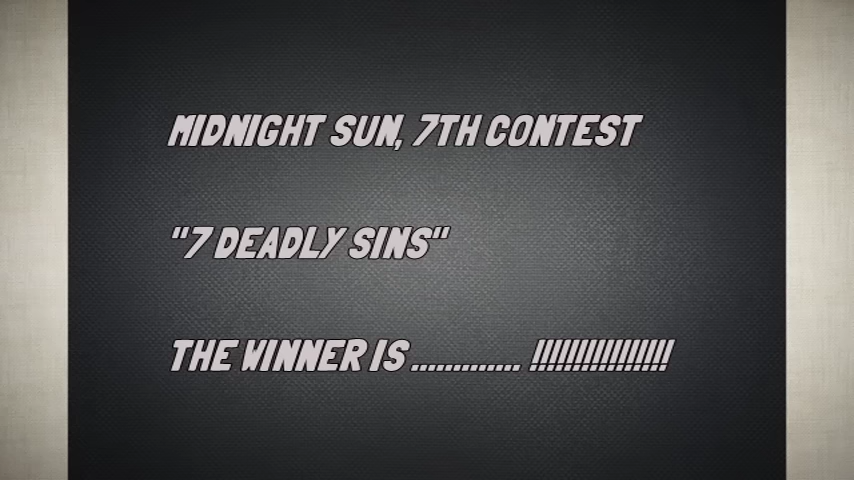 MIDNIGHT SUN, 7TH CONTEST
"7 DEADLY SINS"
THE WINNER IS ............. !!!!!!!!!!!!!!!!